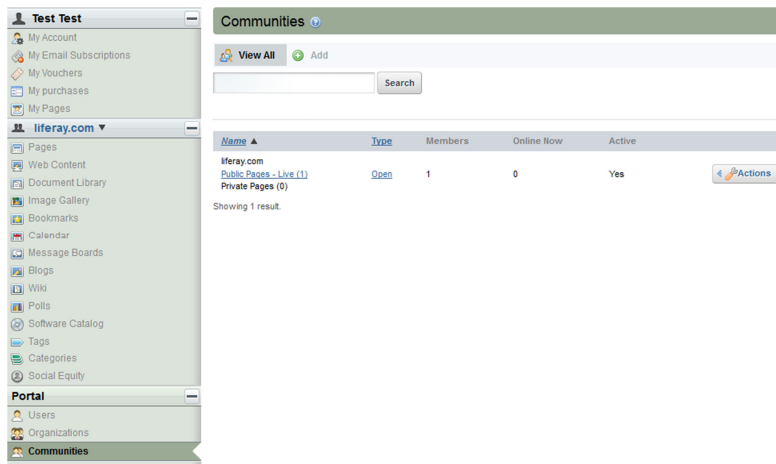 Test Test
My Account
My Email Subscriptions
My Vouchers
My purchases
My Pages
liferay.com
Pages
Web Content
Document Library
Image Gallery
Bookmarks
Calendar
Message Boards
Blogs
Wiki
Polls
Software Catalog
Tags
Categories
Social Equity
Portal
Users
Organizations
Communities
Communities
View All Add
Search
Name ▲ Type Members Online Now Active
liferay.com
Public Pages - Live (1) Open 1 0 Yes Actions
Private Pages (0)
Showing 1 result.